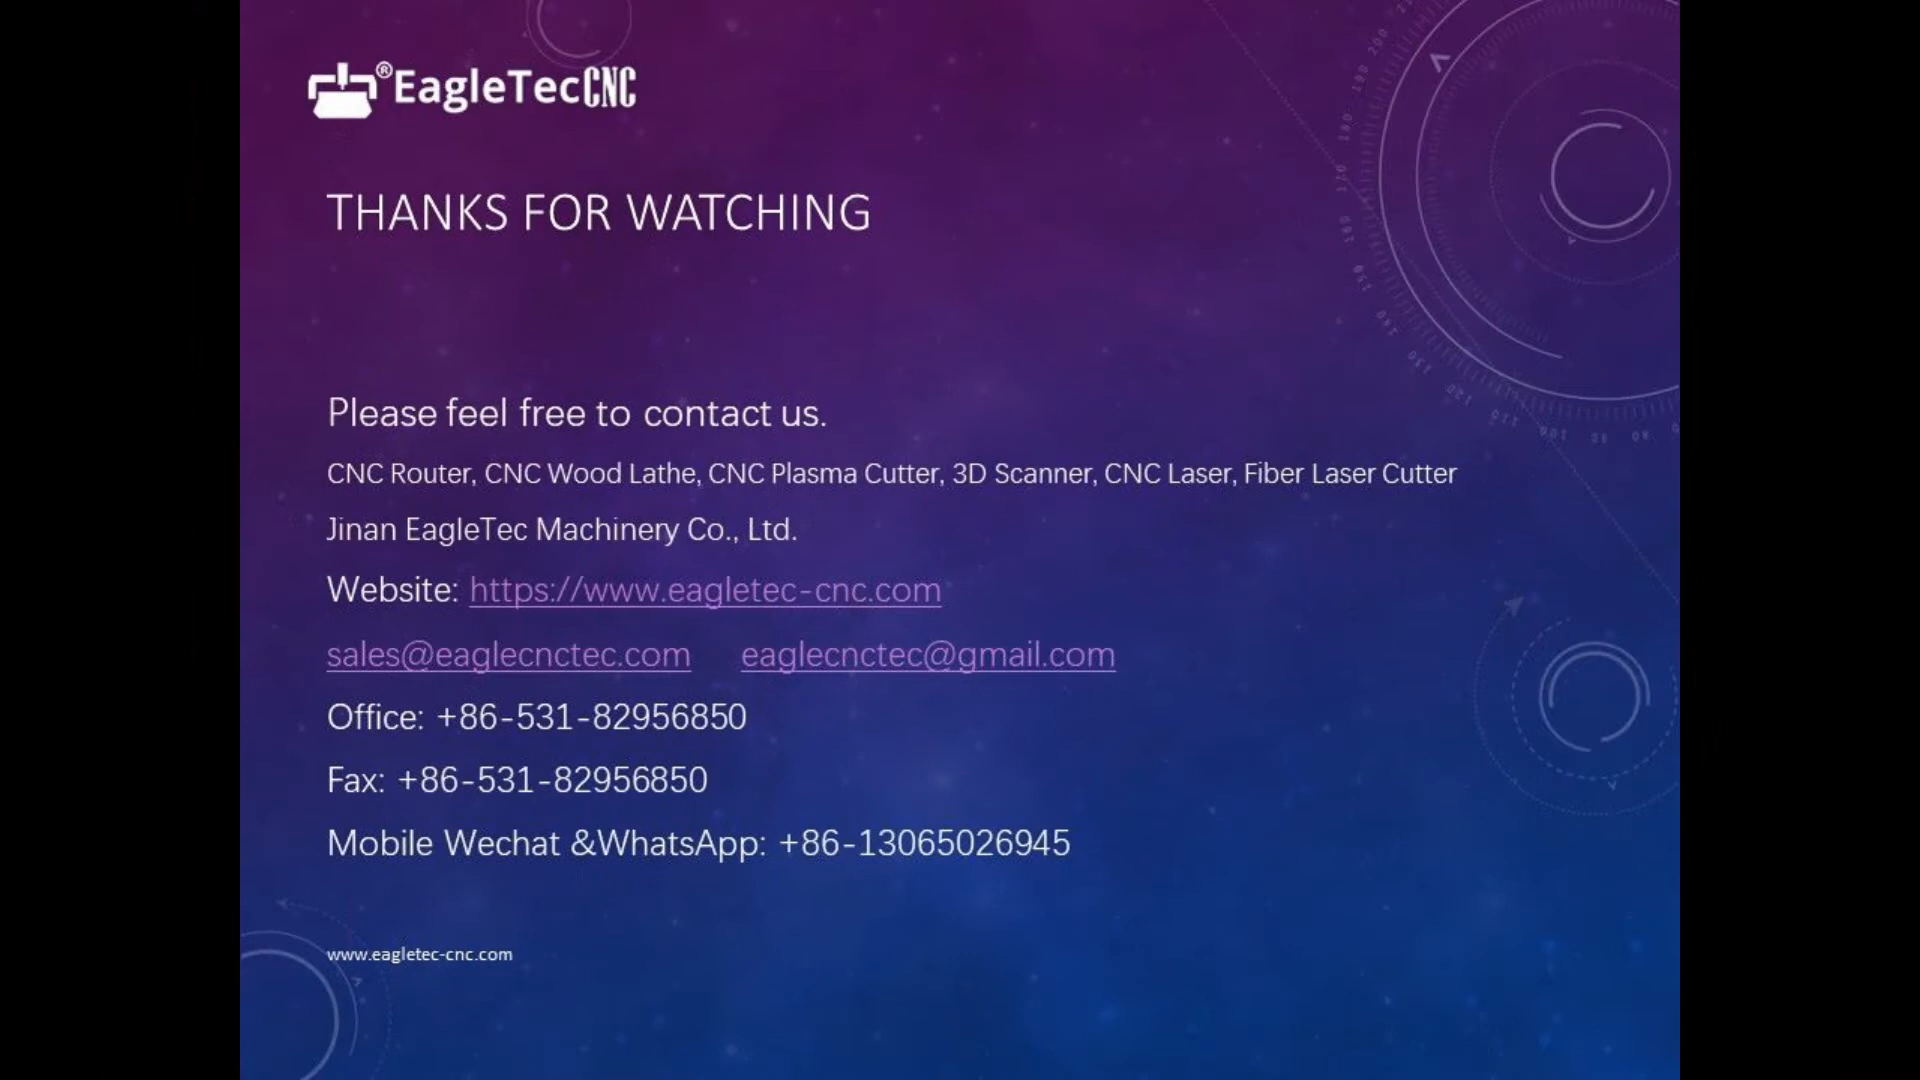 ®EagleTecCNC
THANKS FOR WATCHING
Please feel free to contact us.
CNC Router, CNC Wood Lathe, CNC Plasma Cutter, 3D Scanner, CNC Laser, Fiber Laser Cutter
Jinan EagleTec Machinery Co., Ltd.
Website: https://www.eagletec-cnc.com
sales@eaglecnctec.com eaglecnctec@gmail.com
Office: +86-531-82956850
Fax: +86-531-82956850
Mobile Wechat &WhatsApp: +86-13065026945
www.eagletec-cnc.com